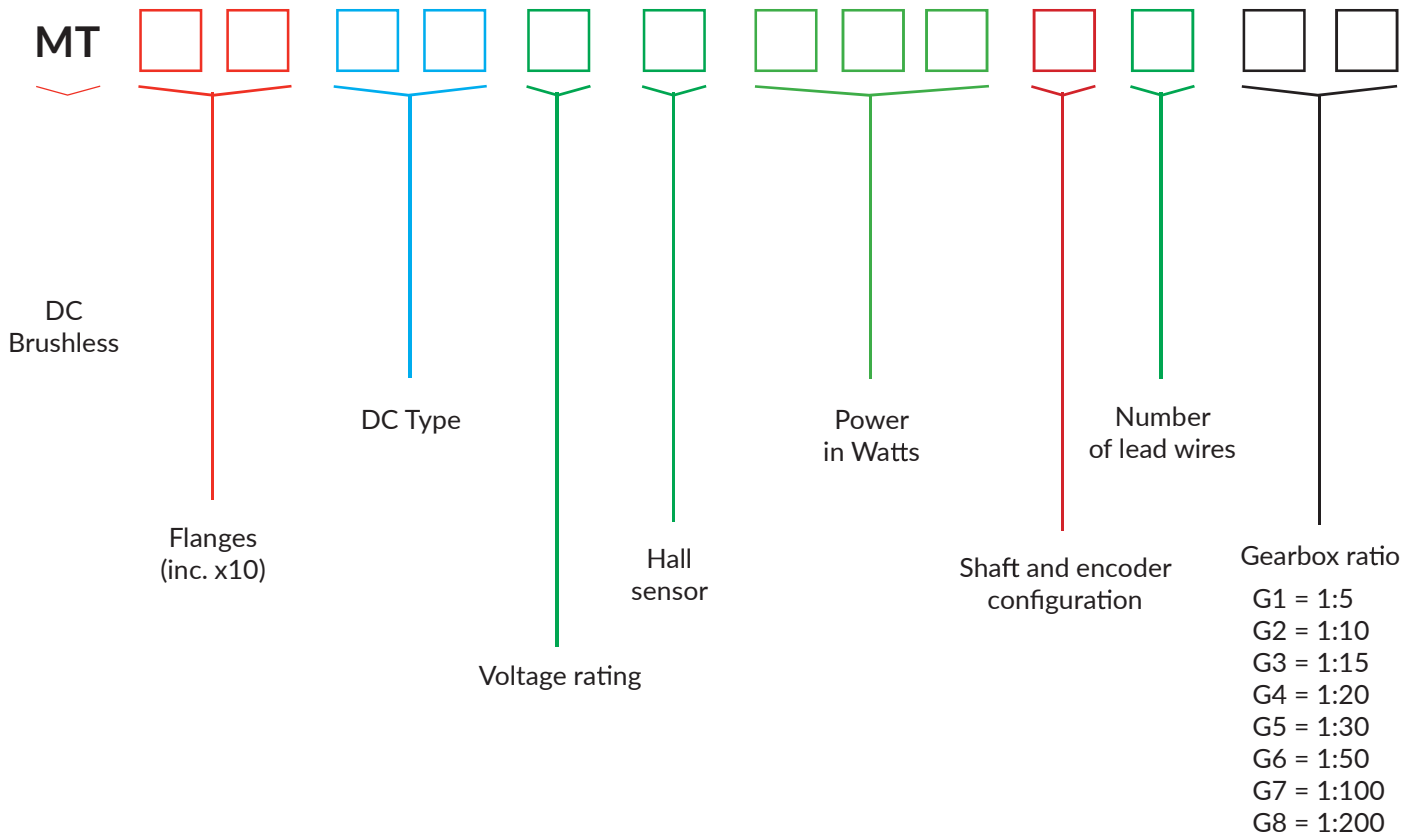 MT
DC
Brushless
Flanges
(inc. x10)
DC Type
Voltage rating
Hall
sensor
Power
in Watts
Shaft and encoder
configuration
Number
of lead wires
Gearbox ratio
G1 = 1:5
G2 = 1:10
G3 = 1:15
G4 = 1:20
G5 = 1:30
G6 = 1:50
G7 = 1:100
G8 = 1:200